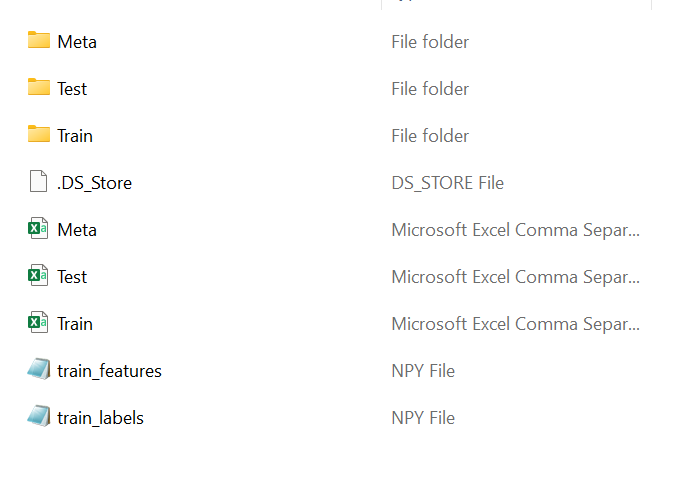 Meta File folder
Test File folder
Train File folder
.DS_Store DS_STORE File
Meta Microsoft Excel Comma Separ...
Test Microsoft Excel Comma Separ...
Train Microsoft Excel Comma Separ...
train_features NPY File
train_labels NPY File